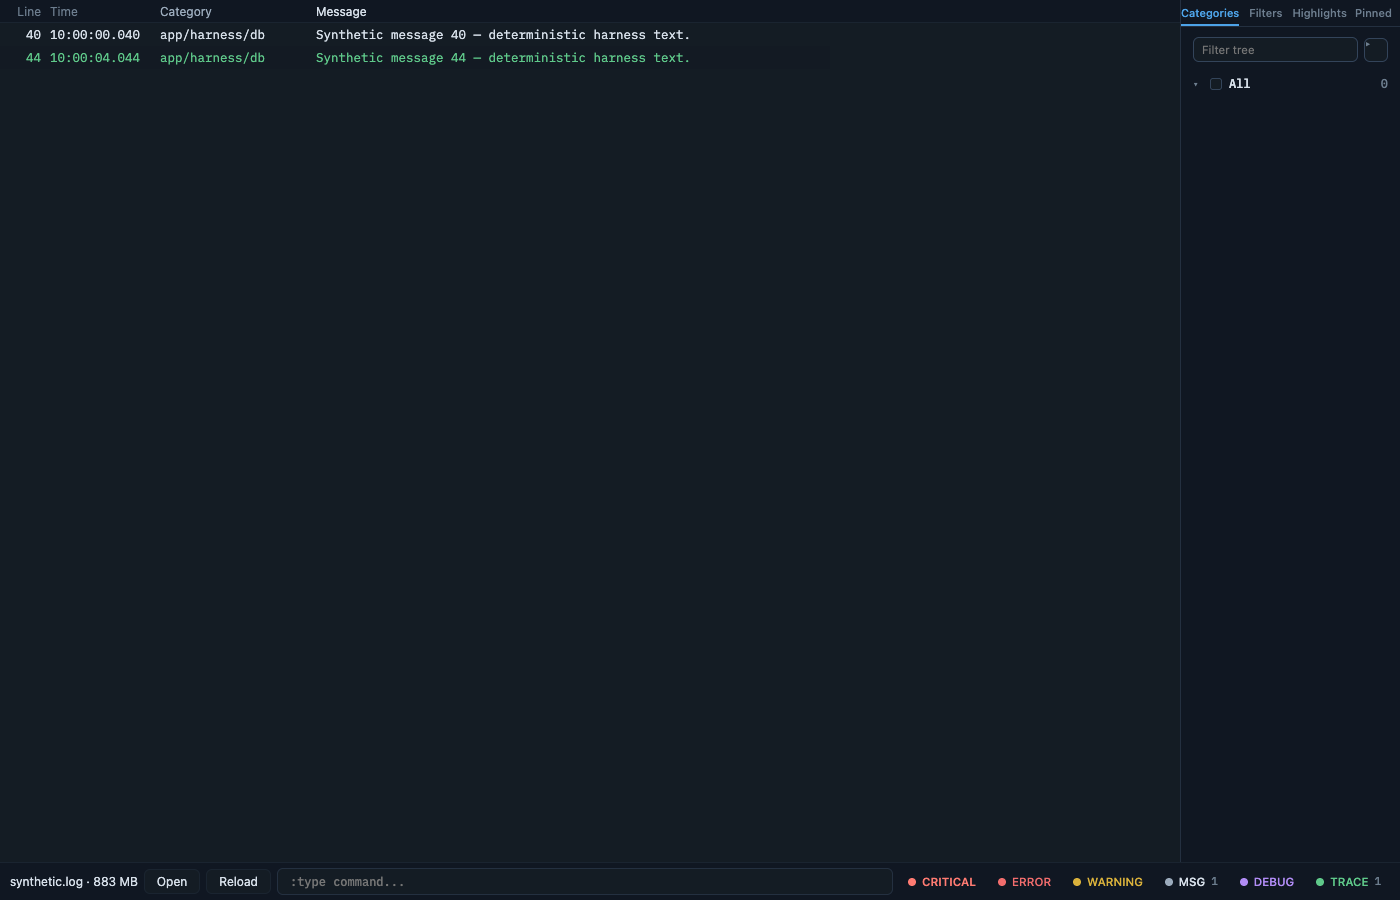 Line Time Category Message
40 10:00:00.040 app/harness/db Synthetic message 40 — deterministic harness text.
44 10:00:04.044 app/harness/db Synthetic message 44 — deterministic harness text.
Categories Filters Highlights Pinned
Filter tree
All 0
synthetic.log · 883 MB Open Reload :type command... CRITICAL ERROR WARNING MSG 1 DEBUG TRACE 1